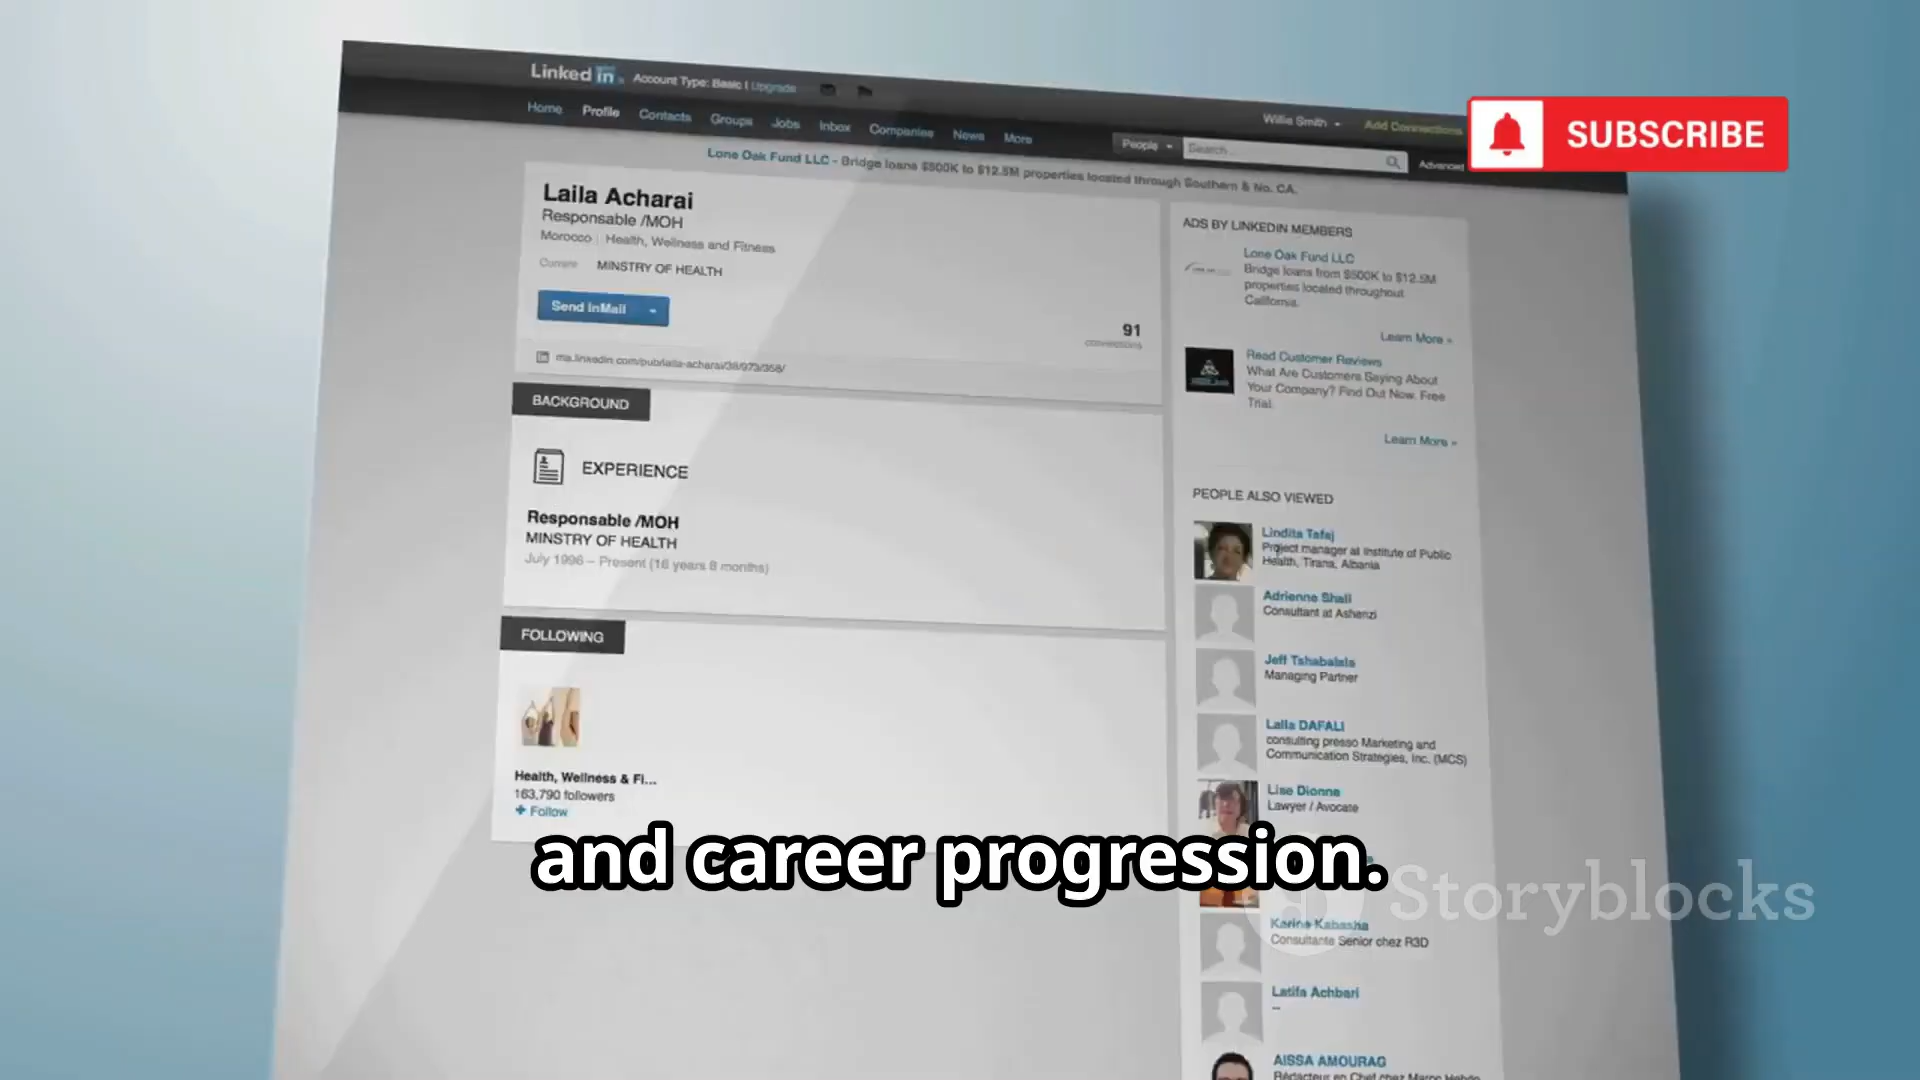 Linked in
Account Type: Basic | Upgrade
Willis Smith
Add Connections
Home Profile Contacts Groups Jobs Inbox Companies News More
People
Search...
Advanced
SUBSCRIBE
Lone Oak Fund LLC - Bridge loans $500K to $12.5M properties located through Southern & No. CA.
Laila Acharai
Responsable /MOH
Morocco | Health, Wellness and Fitness
Current MINSTRY OF HEALTH
Send InMail
91
connections
ma.linkedin.com/pub/laila-acharai/38/973/358/
BACKGROUND
EXPERIENCE
Responsable /MOH
MINSTRY OF HEALTH
July 1996 – Present (16 years 8 months)
FOLLOWING
Health, Wellness & Fi...
163,790 followers
+ Follow
ADS BY LINKEDIN MEMBERS
Lone Oak Fund LLC
Bridge loans from $500K to $12.5M
properties located throughout
California.
Learn More »
Read Customer Reviews
What Are Customers Saying About
Your Company? Find Out Now. Free
Trial.
Learn More »
PEOPLE ALSO VIEWED
Lindita Tafaj
Project manager at Institute of Public
Health, Tirana, Albania
Adrienne Shall
Consultant at Ashenzi
Jeff Tshabalala
Managing Partner
Laila DAFALI
consulting presso Marketing and
Communication Strategies, Inc. (MCS)
Lise Dionne
Lawyer / Avocate
Karine Kabasha
Consultante Senior chez R3D
Latifa Achbari
--
AISSA AMOURAG
Rédacteur en Chef chez Maroc Hebdo
and career progression.
Storyblocks